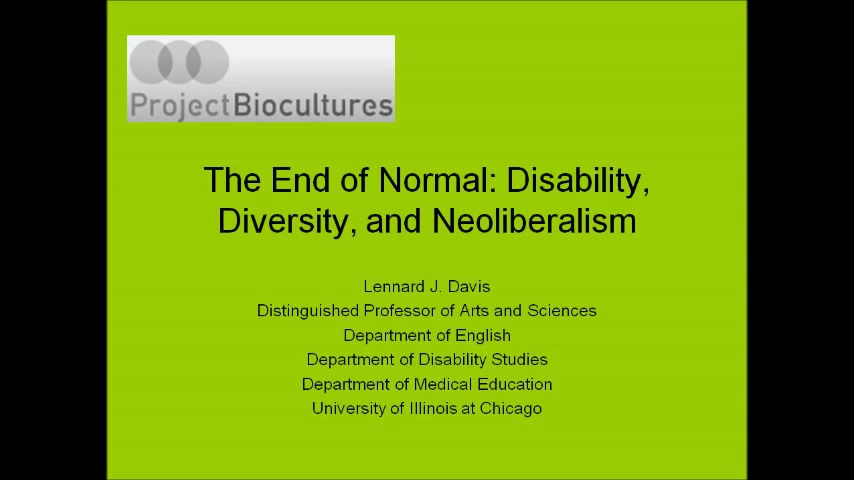 ProjectBiocultures
The End of Normal: Disability,
Diversity, and Neoliberalism
Lennard J. Davis
Distinguished Professor of Arts and Sciences
Department of English
Department of Disability Studies
Department of Medical Education
University of Illinois at Chicago